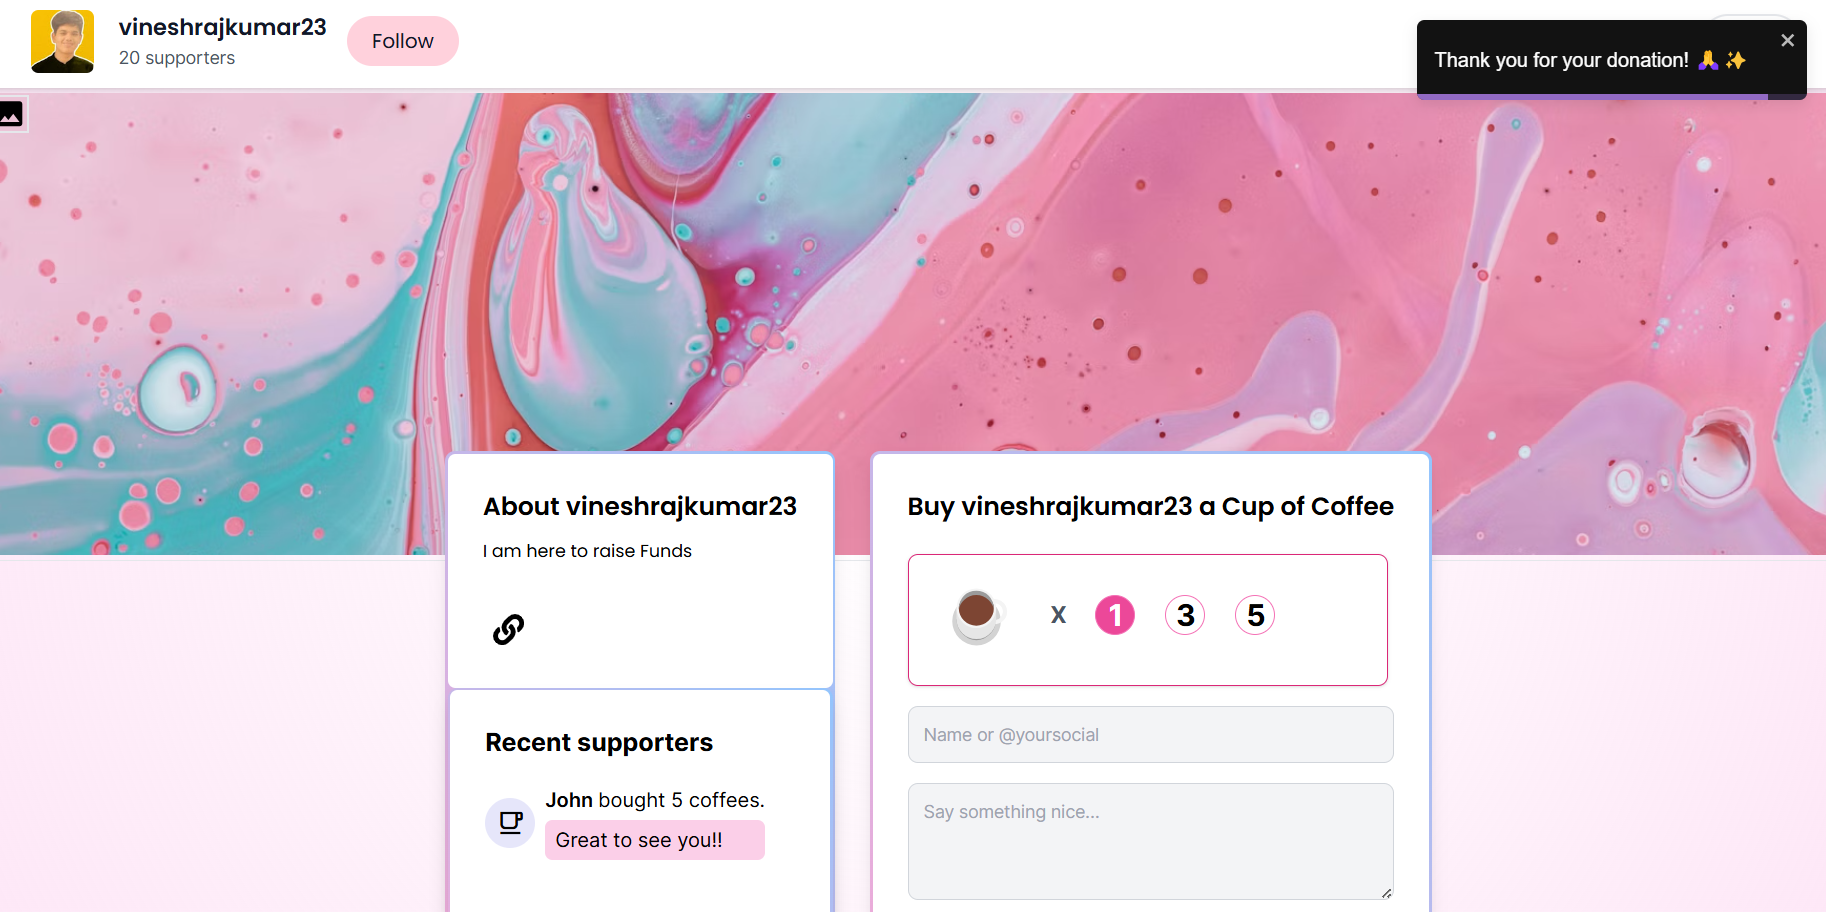 vineshrajkumar23
20 supporters
Follow
Thank you for your donation! 🙏✨
About vineshrajkumar23
I am here to raise Funds
Recent supporters
John bought 5 coffees.
Great to see you!!
Buy vineshrajkumar23 a Cup of Coffee
X 1 3 5
Name or @yoursocial
Say something nice...